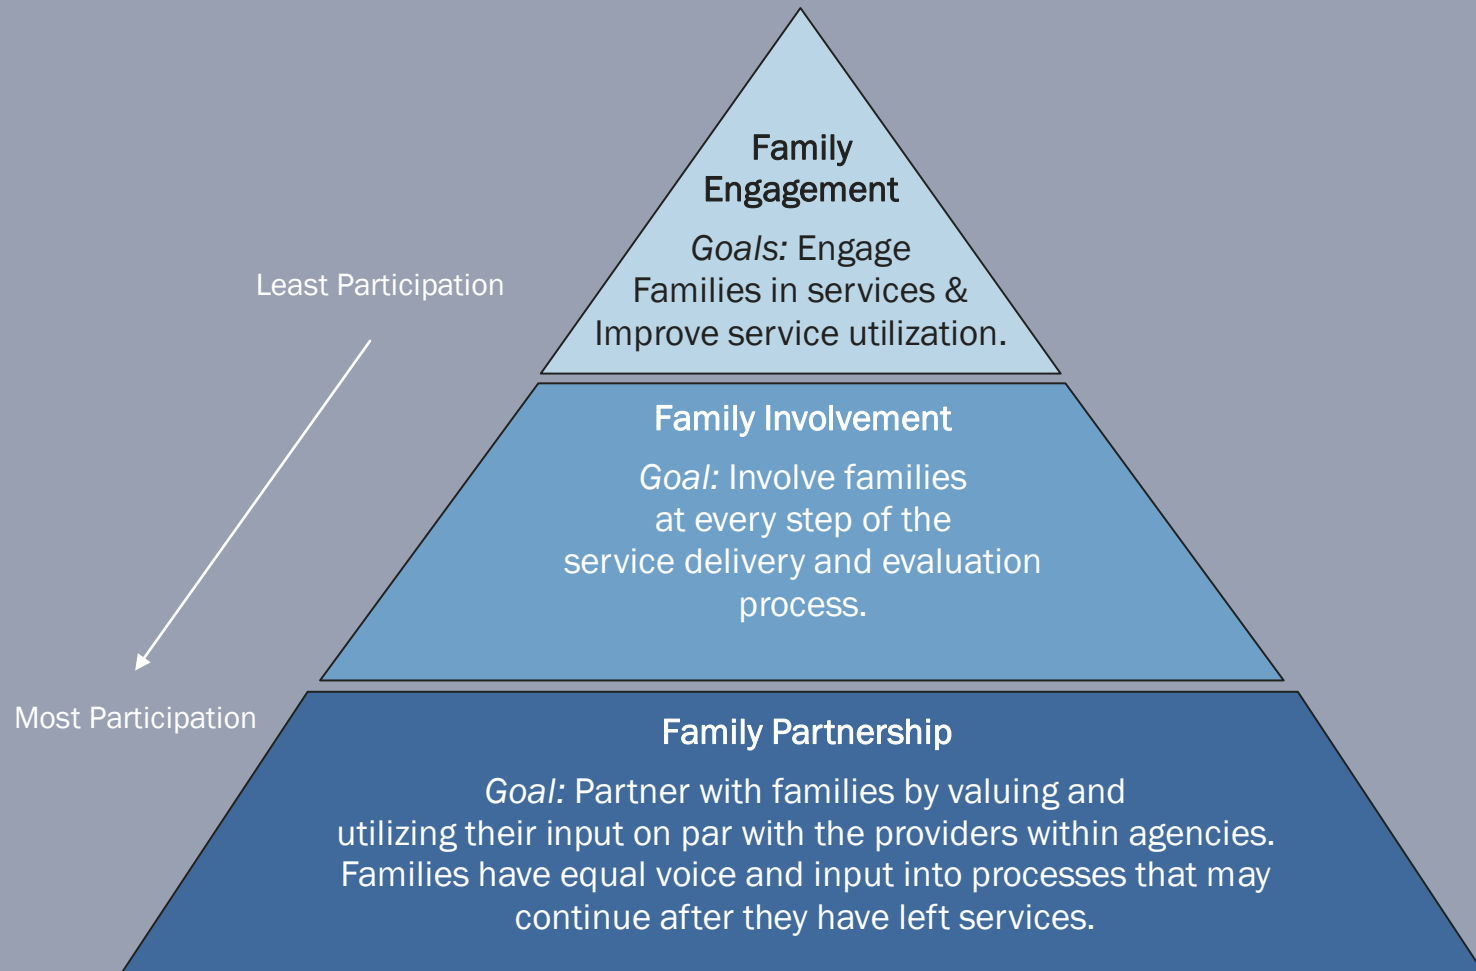 Family
Engagement
Goals: Engage
Families in services &
Improve service utilization.
Least Participation
Family Involvement
Goal: Involve families
at every step of the
service delivery and evaluation
process.
Most Participation
Family Partnership
Goal: Partner with families by valuing and
utilizing their input on par with the providers within agencies.
Families have equal voice and input into processes that may
continue after they have left services.